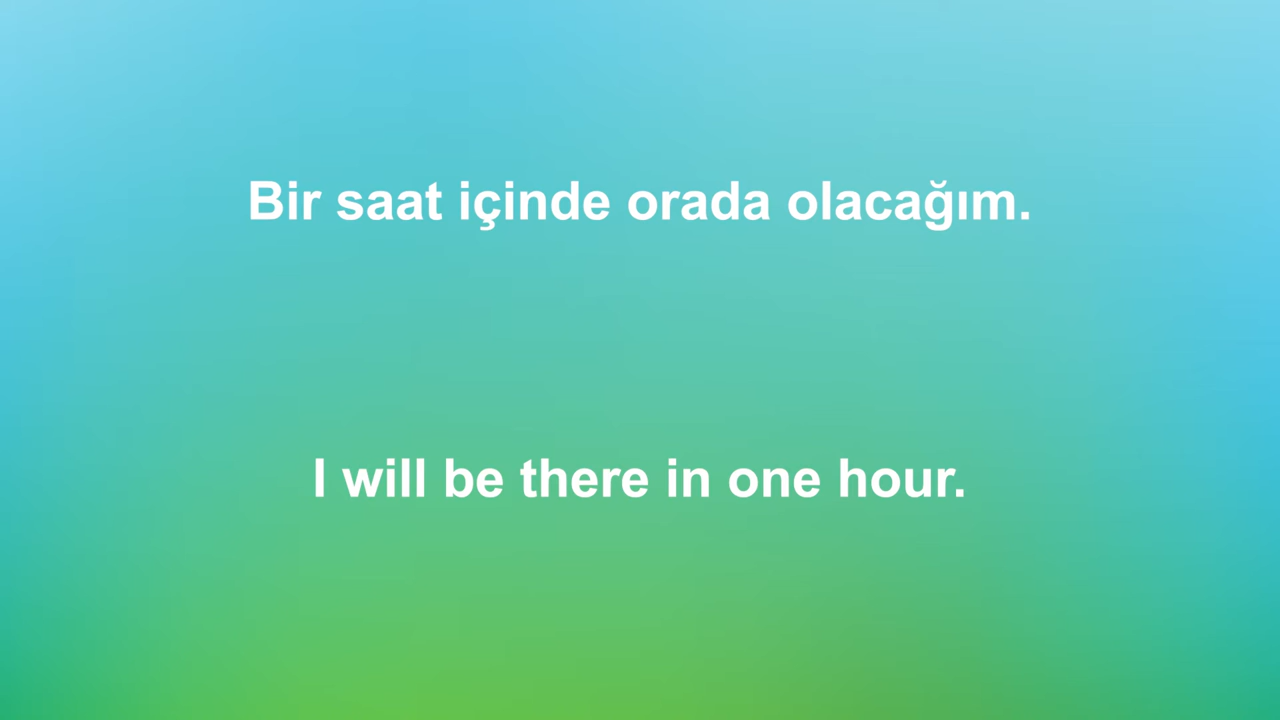 Bir saat içinde orada olacağım.
I will be there in one hour.